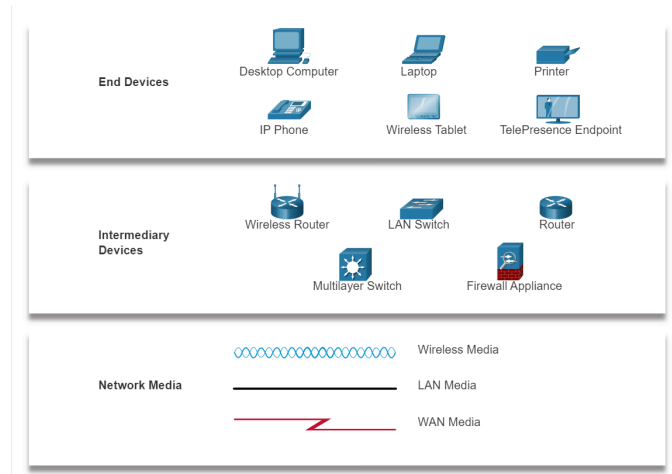 End Devices
Desktop Computer
Laptop
Printer
IP Phone
Wireless Tablet
TelePresence Endpoint
Intermediary
Devices
Wireless Router
LAN Switch
Router
Multilayer Switch
Firewall Appliance
Network Media
Wireless Media
LAN Media
WAN Media